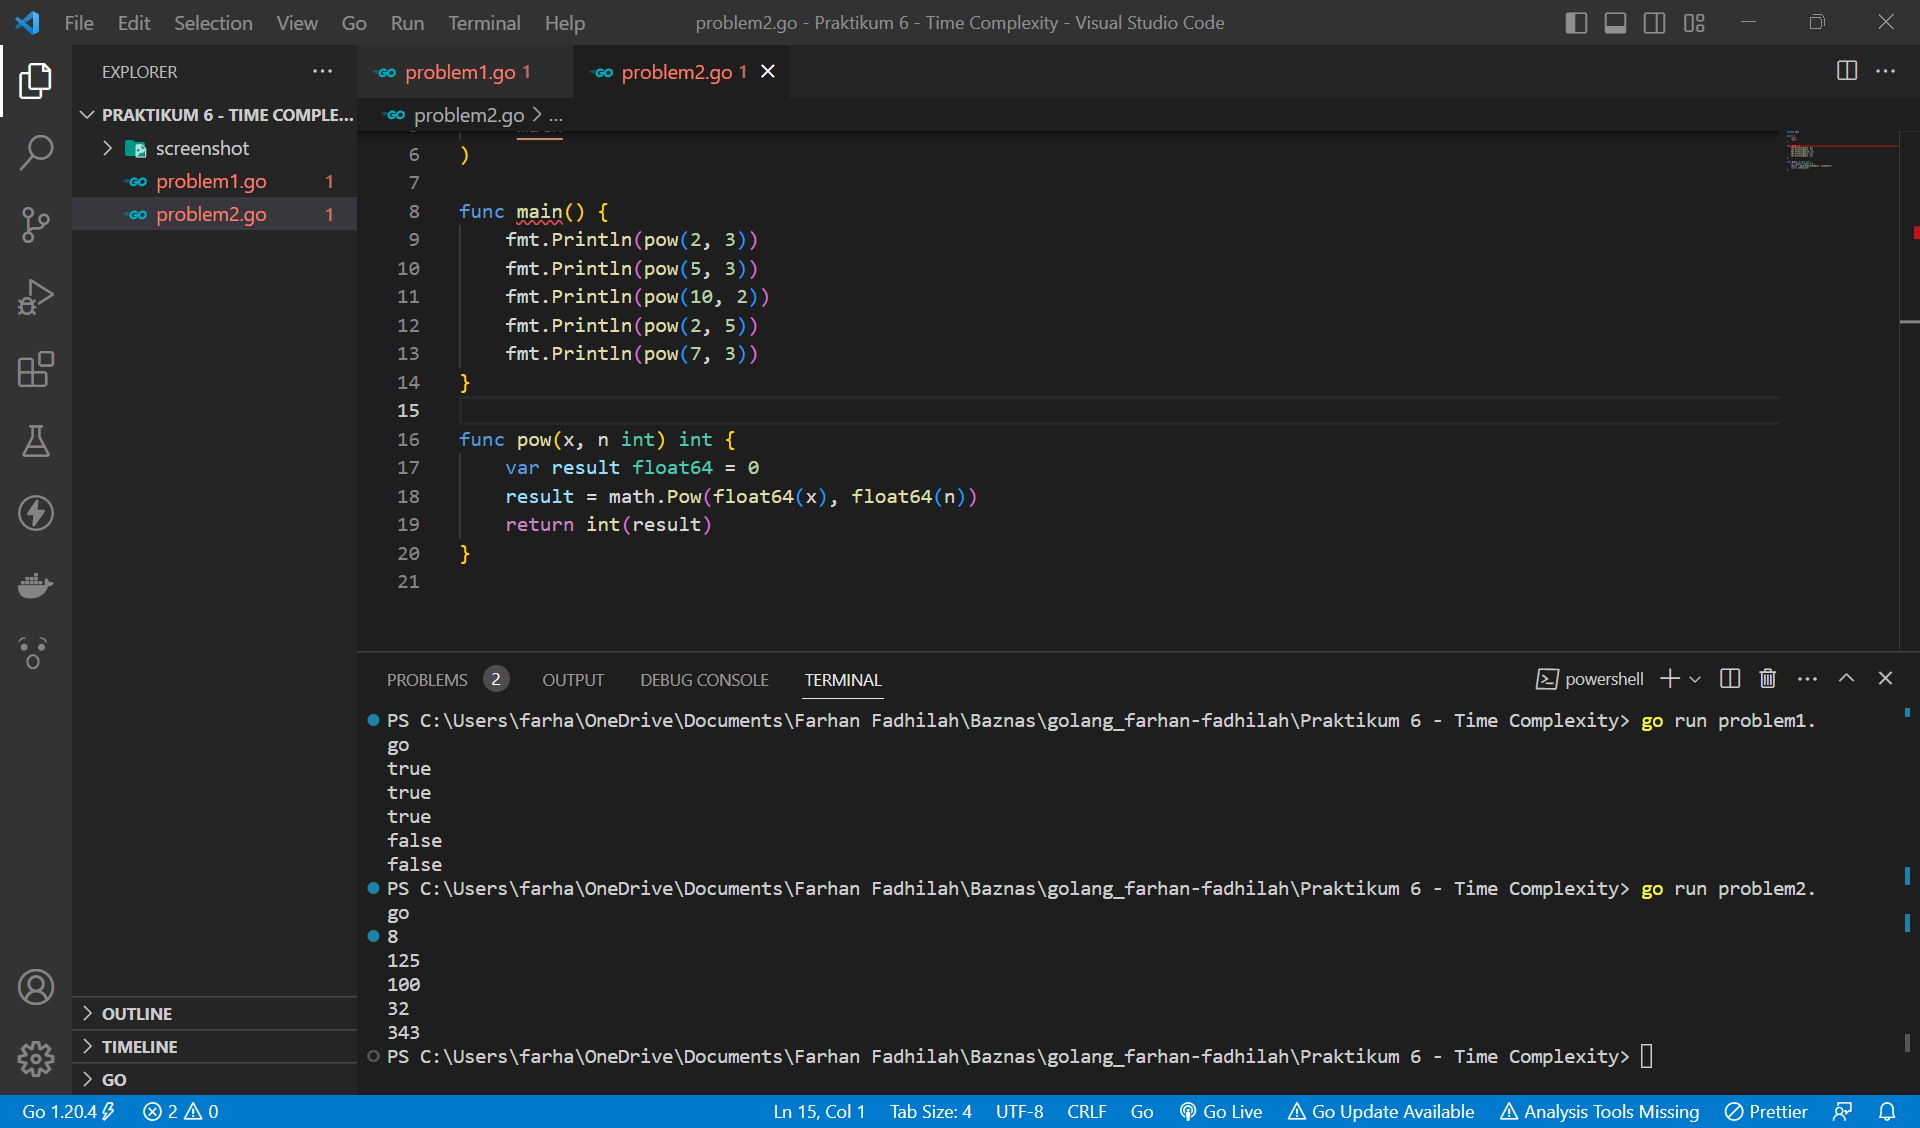 File Edit Selection View Go Run Terminal Help
problem2.go - Praktikum 6 - Time Complexity - Visual Studio Code
EXPLORER
PRAKTIKUM 6 - TIME COMPLE...
screenshot
problem1.go 1
problem2.go 1
OUTLINE
TIMELINE
GO
problem1.go 1
problem2.go 1
problem2.go > ...
6 )
7
8 func main() {
9 fmt.Println(pow(2, 3))
10 fmt.Println(pow(5, 3))
11 fmt.Println(pow(10, 2))
12 fmt.Println(pow(2, 5))
13 fmt.Println(pow(7, 3))
14 }
15
16 func pow(x, n int) int {
17 var result float64 = 0
18 result = math.Pow(float64(x), float64(n))
19 return int(result)
20 }
21
PROBLEMS 2 OUTPUT DEBUG CONSOLE TERMINAL
powershell
PS C:\Users\farha\OneDrive\Documents\Farhan Fadhilah\Baznas\golang_farhan-fadhilah\Praktikum 6 - Time Complexity> go run problem1.
go
true
true
true
false
false
PS C:\Users\farha\OneDrive\Documents\Farhan Fadhilah\Baznas\golang_farhan-fadhilah\Praktikum 6 - Time Complexity> go run problem2.
go
8
125
100
32
343
PS C:\Users\farha\OneDrive\Documents\Farhan Fadhilah\Baznas\golang_farhan-fadhilah\Praktikum 6 - Time Complexity>
Go 1.20.4 2 0 Ln 15, Col 1 Tab Size: 4 UTF-8 CRLF Go Go Live Go Update Available Analysis Tools Missing Prettier